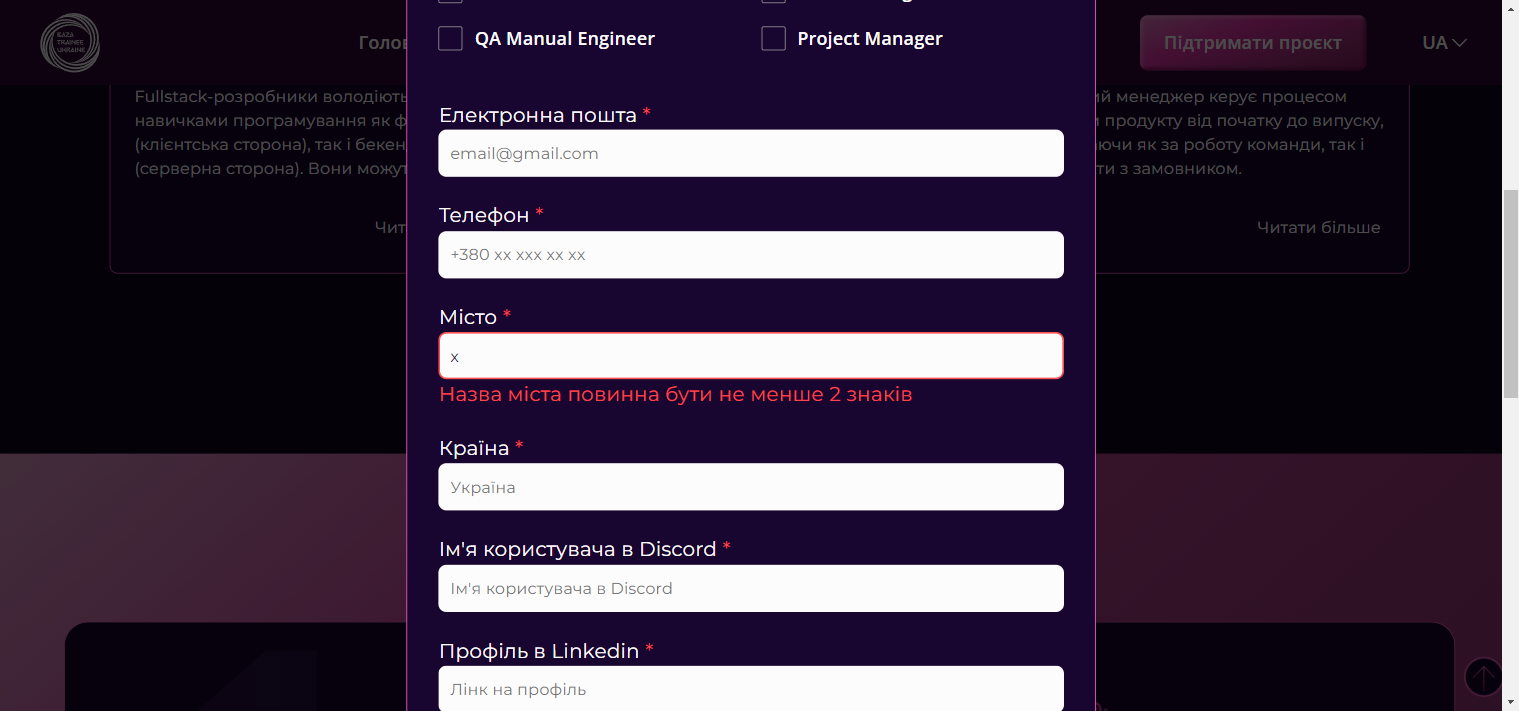 BAZA
TRAINEE
UKRAINE
Голов
Підтримати проєкт
UA
QA Manual Engineer
Project Manager
Fullstack-розробники володіють
навичками програмування як ф
(клієнтська сторона), так і бекен
(серверна сторона). Вони можуть
Чит
ий менеджер керує процесом
и продукту від початку до випуску,
аючи як за роботу команди, так і
ти з замовником.
Читати більше
Електронна пошта *
email@gmail.com
Телефон *
+380 xx xxx xx xx
Місто *
х
Назва міста повинна бути не менше 2 знаків
Країна *
Україна
Ім'я користувача в Discord *
Ім'я користувача в Discord
Профіль в Linkedin *
Лінк на профіль